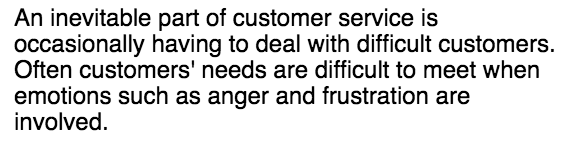 An inevitable part of customer service is
occasionally having to deal with difficult customers.
Often customers' needs are difficult to meet when
emotions such as anger and frustration are
involved.